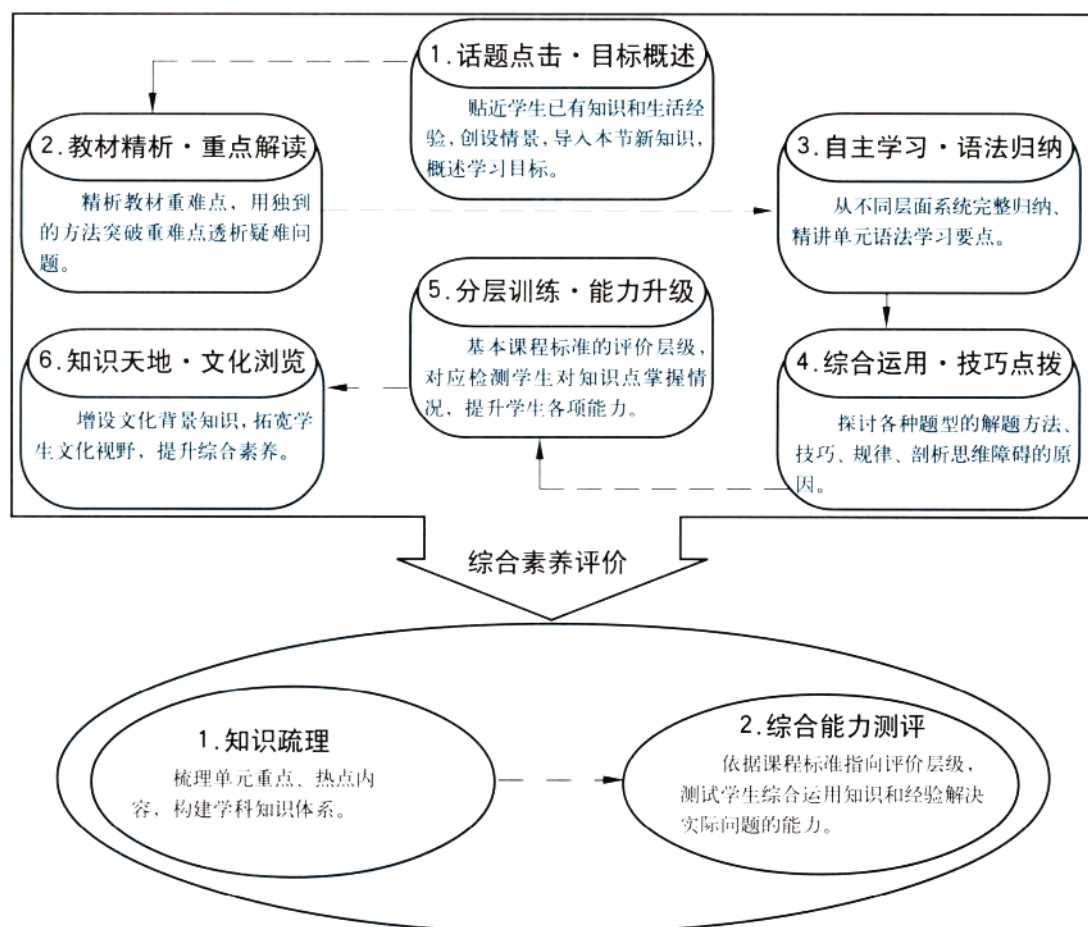 1.话题点击·目标概述
贴近学生已有知识和生活经
验,创设情景,导入本节新知识,
概述学习目标。
2.教材精析·重点解读
精析教材重难点，用独到
的方法突破重难点透析疑难问
题。
3.自主学习·语法归纳
从不同层面系统完整归纳、
精讲单元语法学习要点。
4.综合运用·技巧点拨
探讨各种题型的解题方法、
技巧、规律、剖析思维障碍的原
因。
5.分层训练·能力升级
基本课程标准的评价层级,
对应检测学生对知识点掌握情
况，提升学生各项能力。
6.知识天地·文化浏览
增设文化背景知识,拓宽学
生文化视野，提升综合素养。
综合素养评价
1.知识疏理
梳理单元重点、热点内
容，构建学科知识体系。
2.综合能力测评
依据课程标准指向评价层级,
测试学生综合运用知识和经验解决
实际问题的能力。